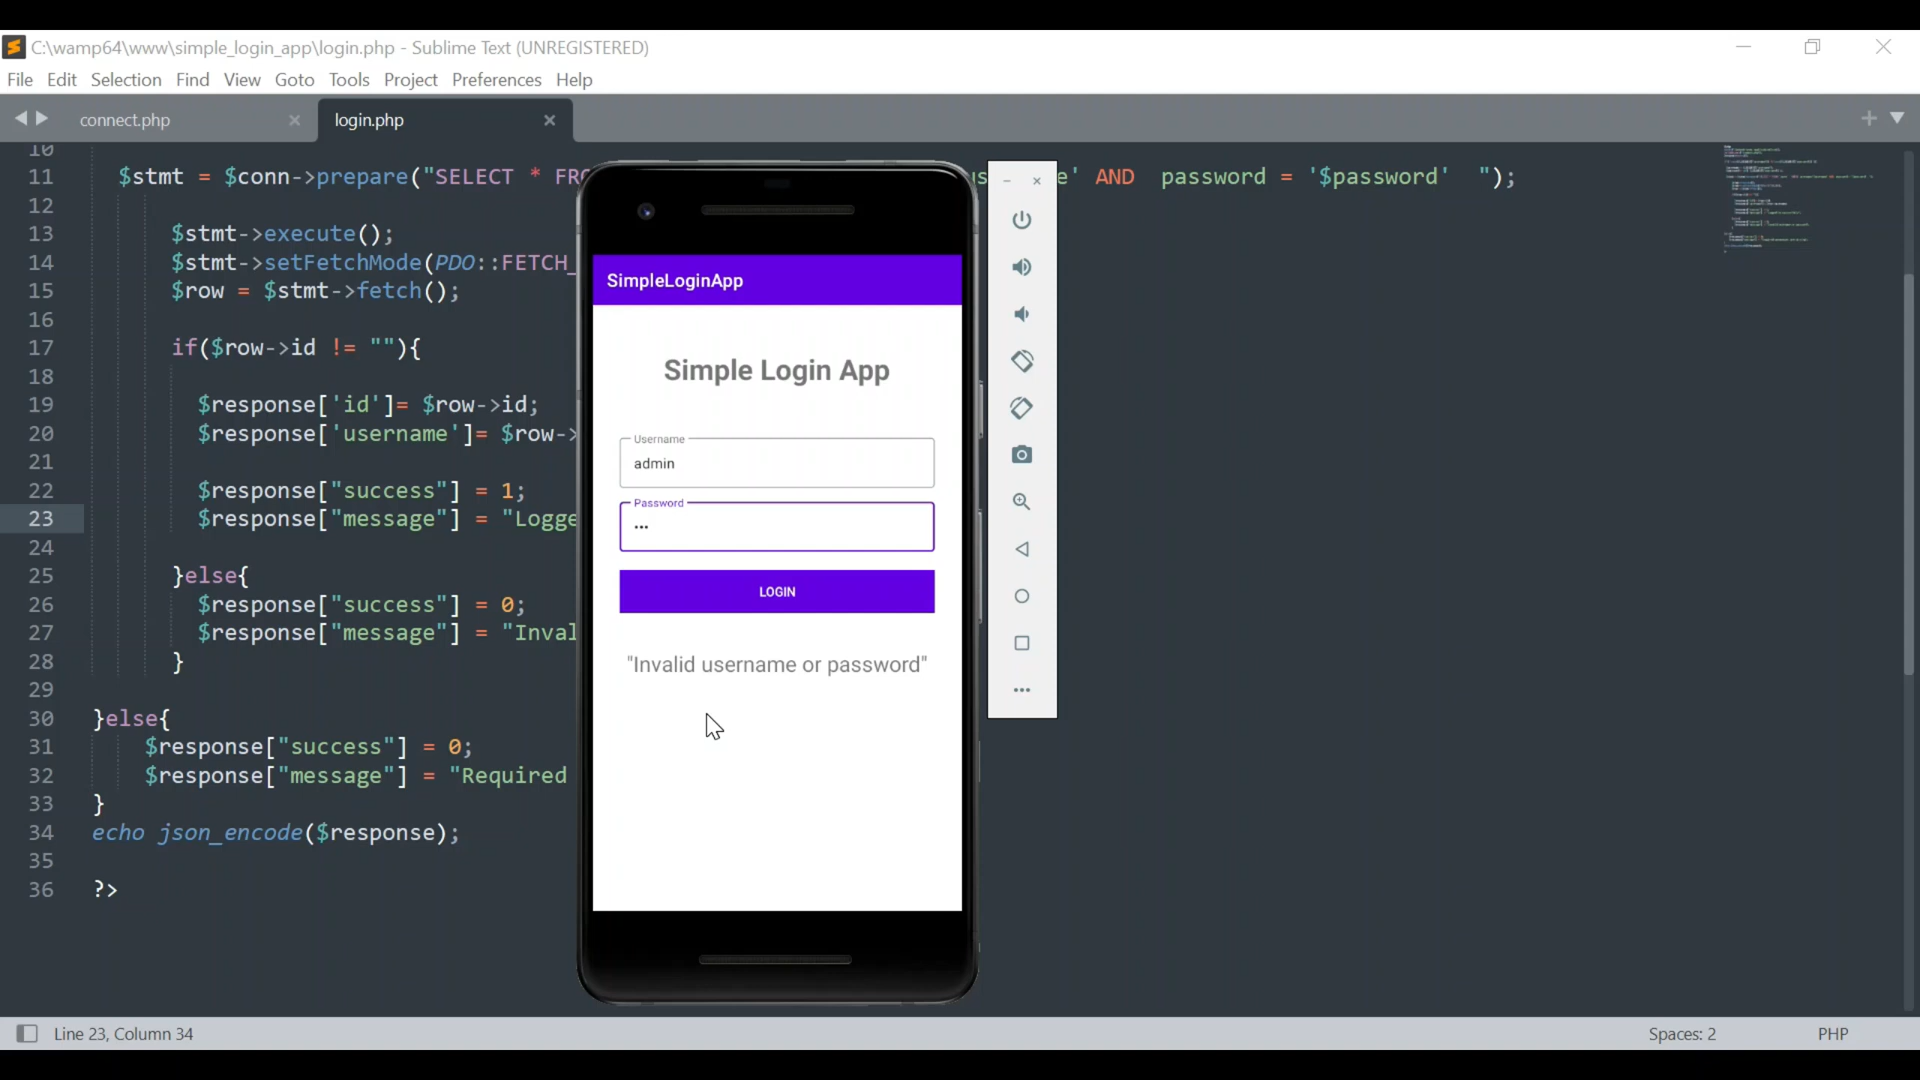 C:\wamp64\www\simple_login_app\login.php - Sublime Text (UNREGISTERED)
File Edit Selection Find View Goto Tools Project Preferences Help
connect.php
login.php
10
11 $stmt = $conn->prepare("SELECT * FRO us e' AND password = '$password' ");
12
13 $stmt->execute();
14 $stmt->setFetchMode(PDO::FETCH_
15 $row = $stmt->fetch();
16
17 if($row->id != ""){
18
19 $response['id']= $row->id;
20 $response['username']= $row->
21
22 $response["success"] = 1;
23 $response["message"] = "Logge
24
25 }else{
26 $response["success"] = 0;
27 $response["message"] = "Inval
28 }
29
30 }else{
31 $response["success"] = 0;
32 $response["message"] = "Required
33 }
34 echo json_encode($response);
35
36 ?>
SimpleLoginApp
Simple Login App
Username
admin
Password
•••
LOGIN
"Invalid username or password"
Line 23, Column 34
Spaces: 2
PHP